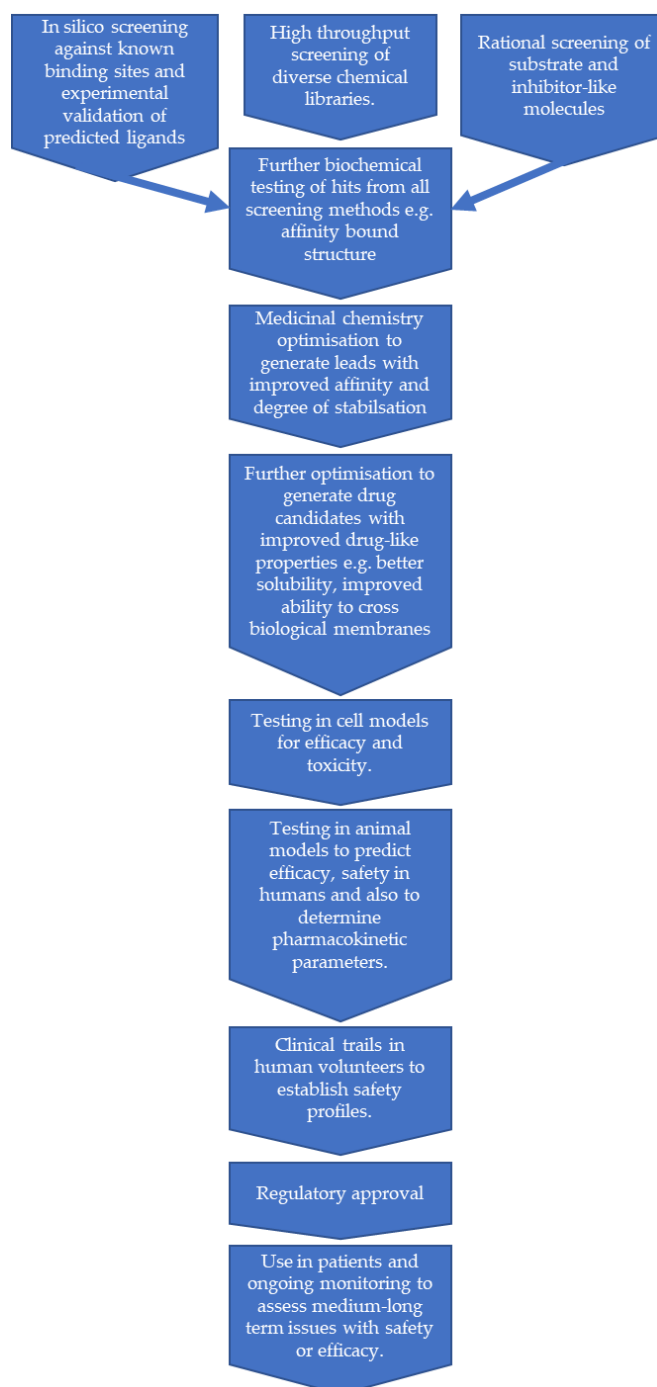 In silico screening
against known
binding sites and
experimental
validation of
predicted ligands
High throughput
screening of
diverse chemical
libraries.
Rational screening of
substrate and
inhibitor-like
molecules
Further biochemical
testing of hits from all
screening methods e.g.
affinity bound
structure
Medicinal chemistry
optimisation to
generate leads with
improved affinity and
degree of stabilsation
Further optimisation to
generate drug
candidates with
improved drug-like
properties e.g. better
solubility, improved
ability to cross
biological membranes
Testing in cell models
for efficacy and
toxicity.
Testing in animal
models to predict
efficacy, safety in
humans and also to
determine
pharmacokinetic
parameters.
Clinical trails in
human volunteers to
establish safety
profiles.
Regulatory approval
Use in patients and
ongoing monitoring to
assess medium-long
term issues with safety
or efficacy.